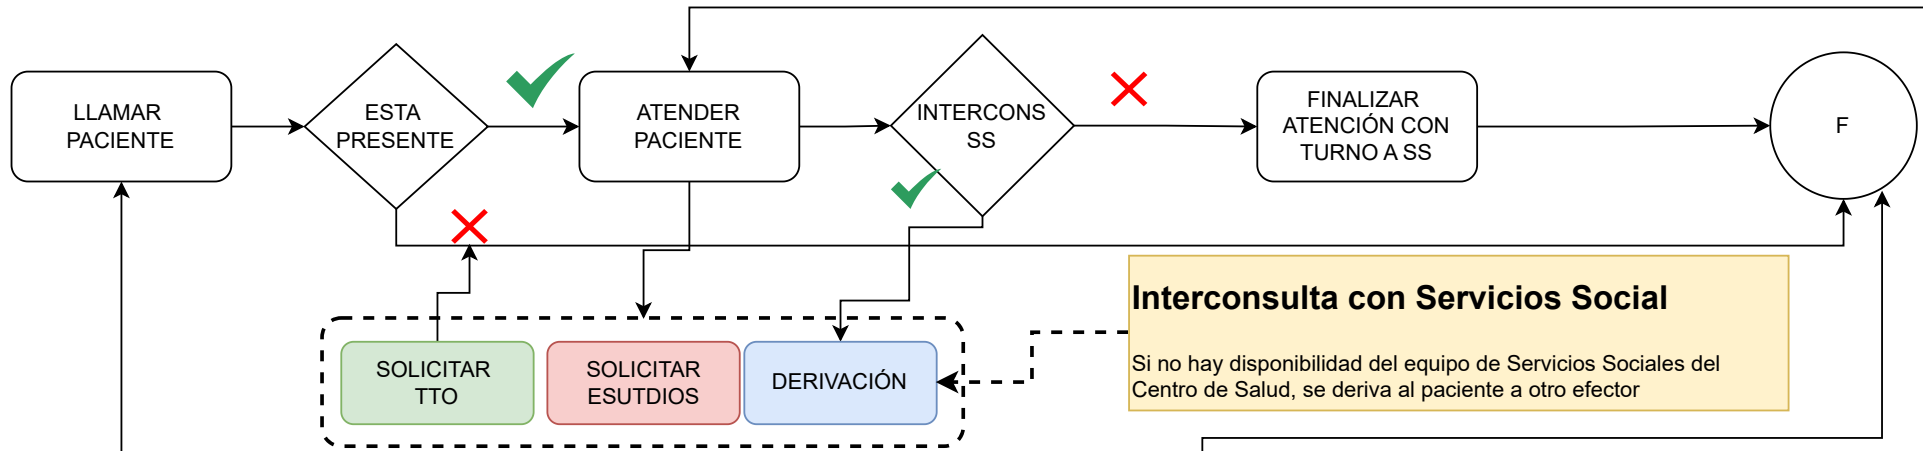 LLAMAR
PACIENTE
ESTA
PRESENTE
ATENDER
PACIENTE
INTERCONS
SS
FINALIZAR
ATENCIÓN CON
TURNO A SS
F
SOLICITAR
TTO
SOLICITAR
ESUTDIOS
DERIVACIÓN
Interconsulta con Servicios Social
Si no hay disponibilidad del equipo de Servicios Sociales del
Centro de Salud, se deriva al paciente a otro efector